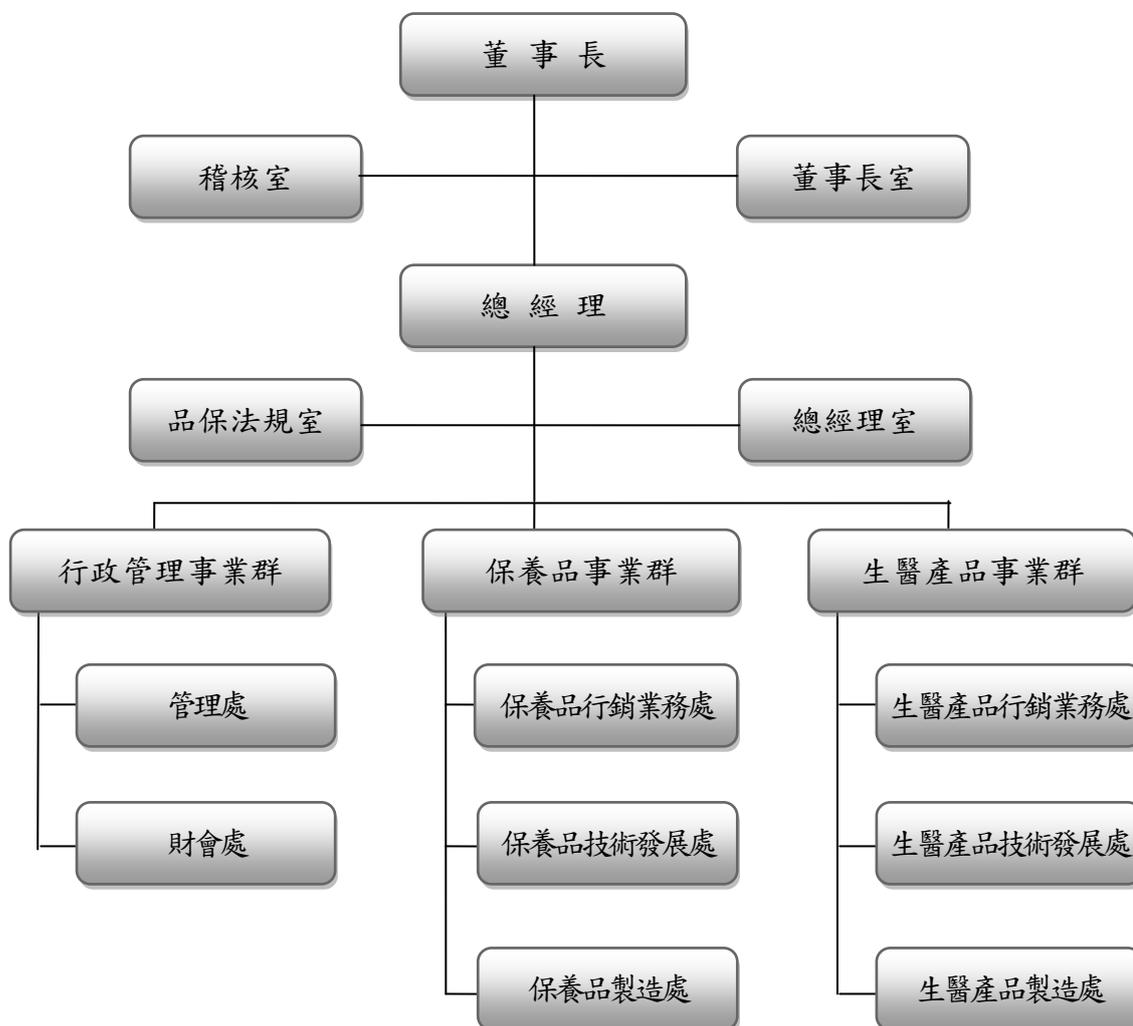 董事長
稽核室
董事長室
總經理
品保法規室
總經理室
行政管理事業群
保養品事業群
生醫產品事業群
管理處
保養品行銷業務處
生醫產品行銷業務處
財會處
保養品技術發展處
生醫產品技術發展處
保養品製造處
生醫產品製造處